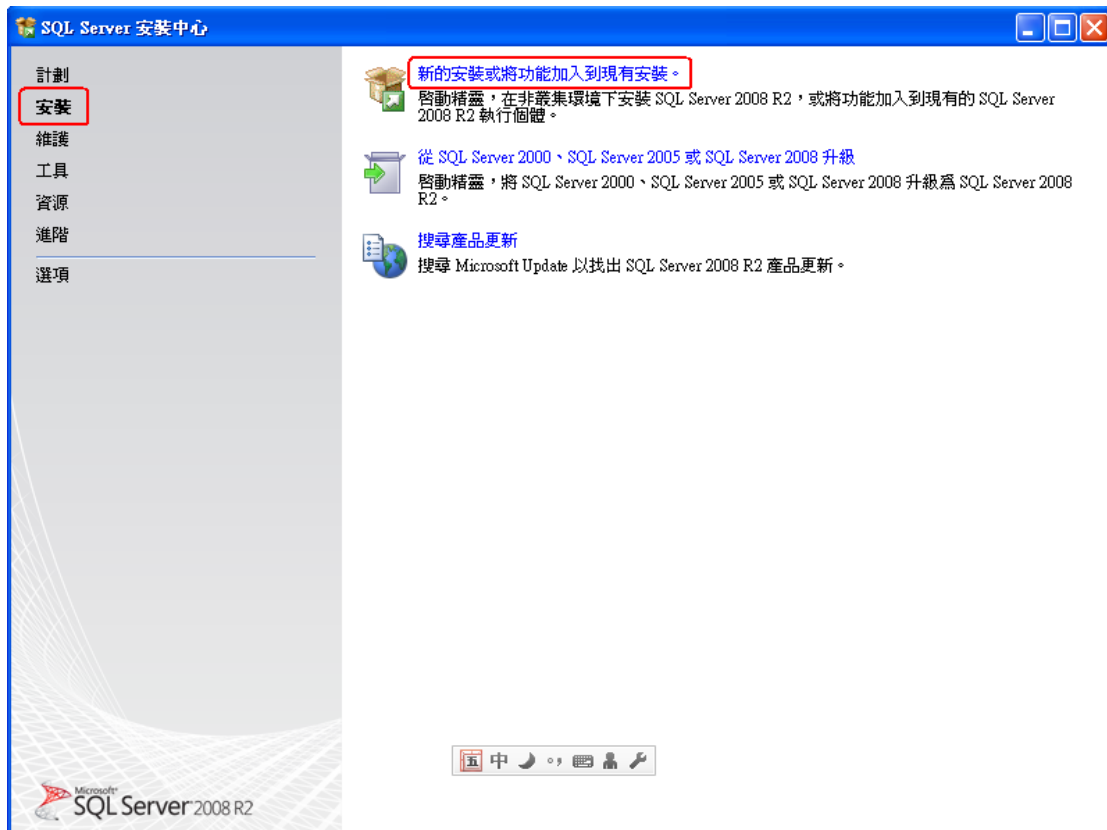 SQL Server 安裝中心
計劃
安裝
維護
工具
資源
進階
選項
新的安裝或將功能加入到現有安裝。
啓動精靈，在非叢集環境下安裝 SQL Server 2008 R2，或將功能加入到現有的 SQL Server
2008 R2 執行個體。
從 SQL Server 2000、SQL Server 2005 或 SQL Server 2008 升級
啓動精靈，將 SQL Server 2000、SQL Server 2005 或 SQL Server 2008 升級爲 SQL Server 2008
R2。
搜尋產品更新
搜尋 Microsoft Update 以找出 SQL Server 2008 R2 產品更新。
五 中
Microsoft
SQL Server 2008 R2